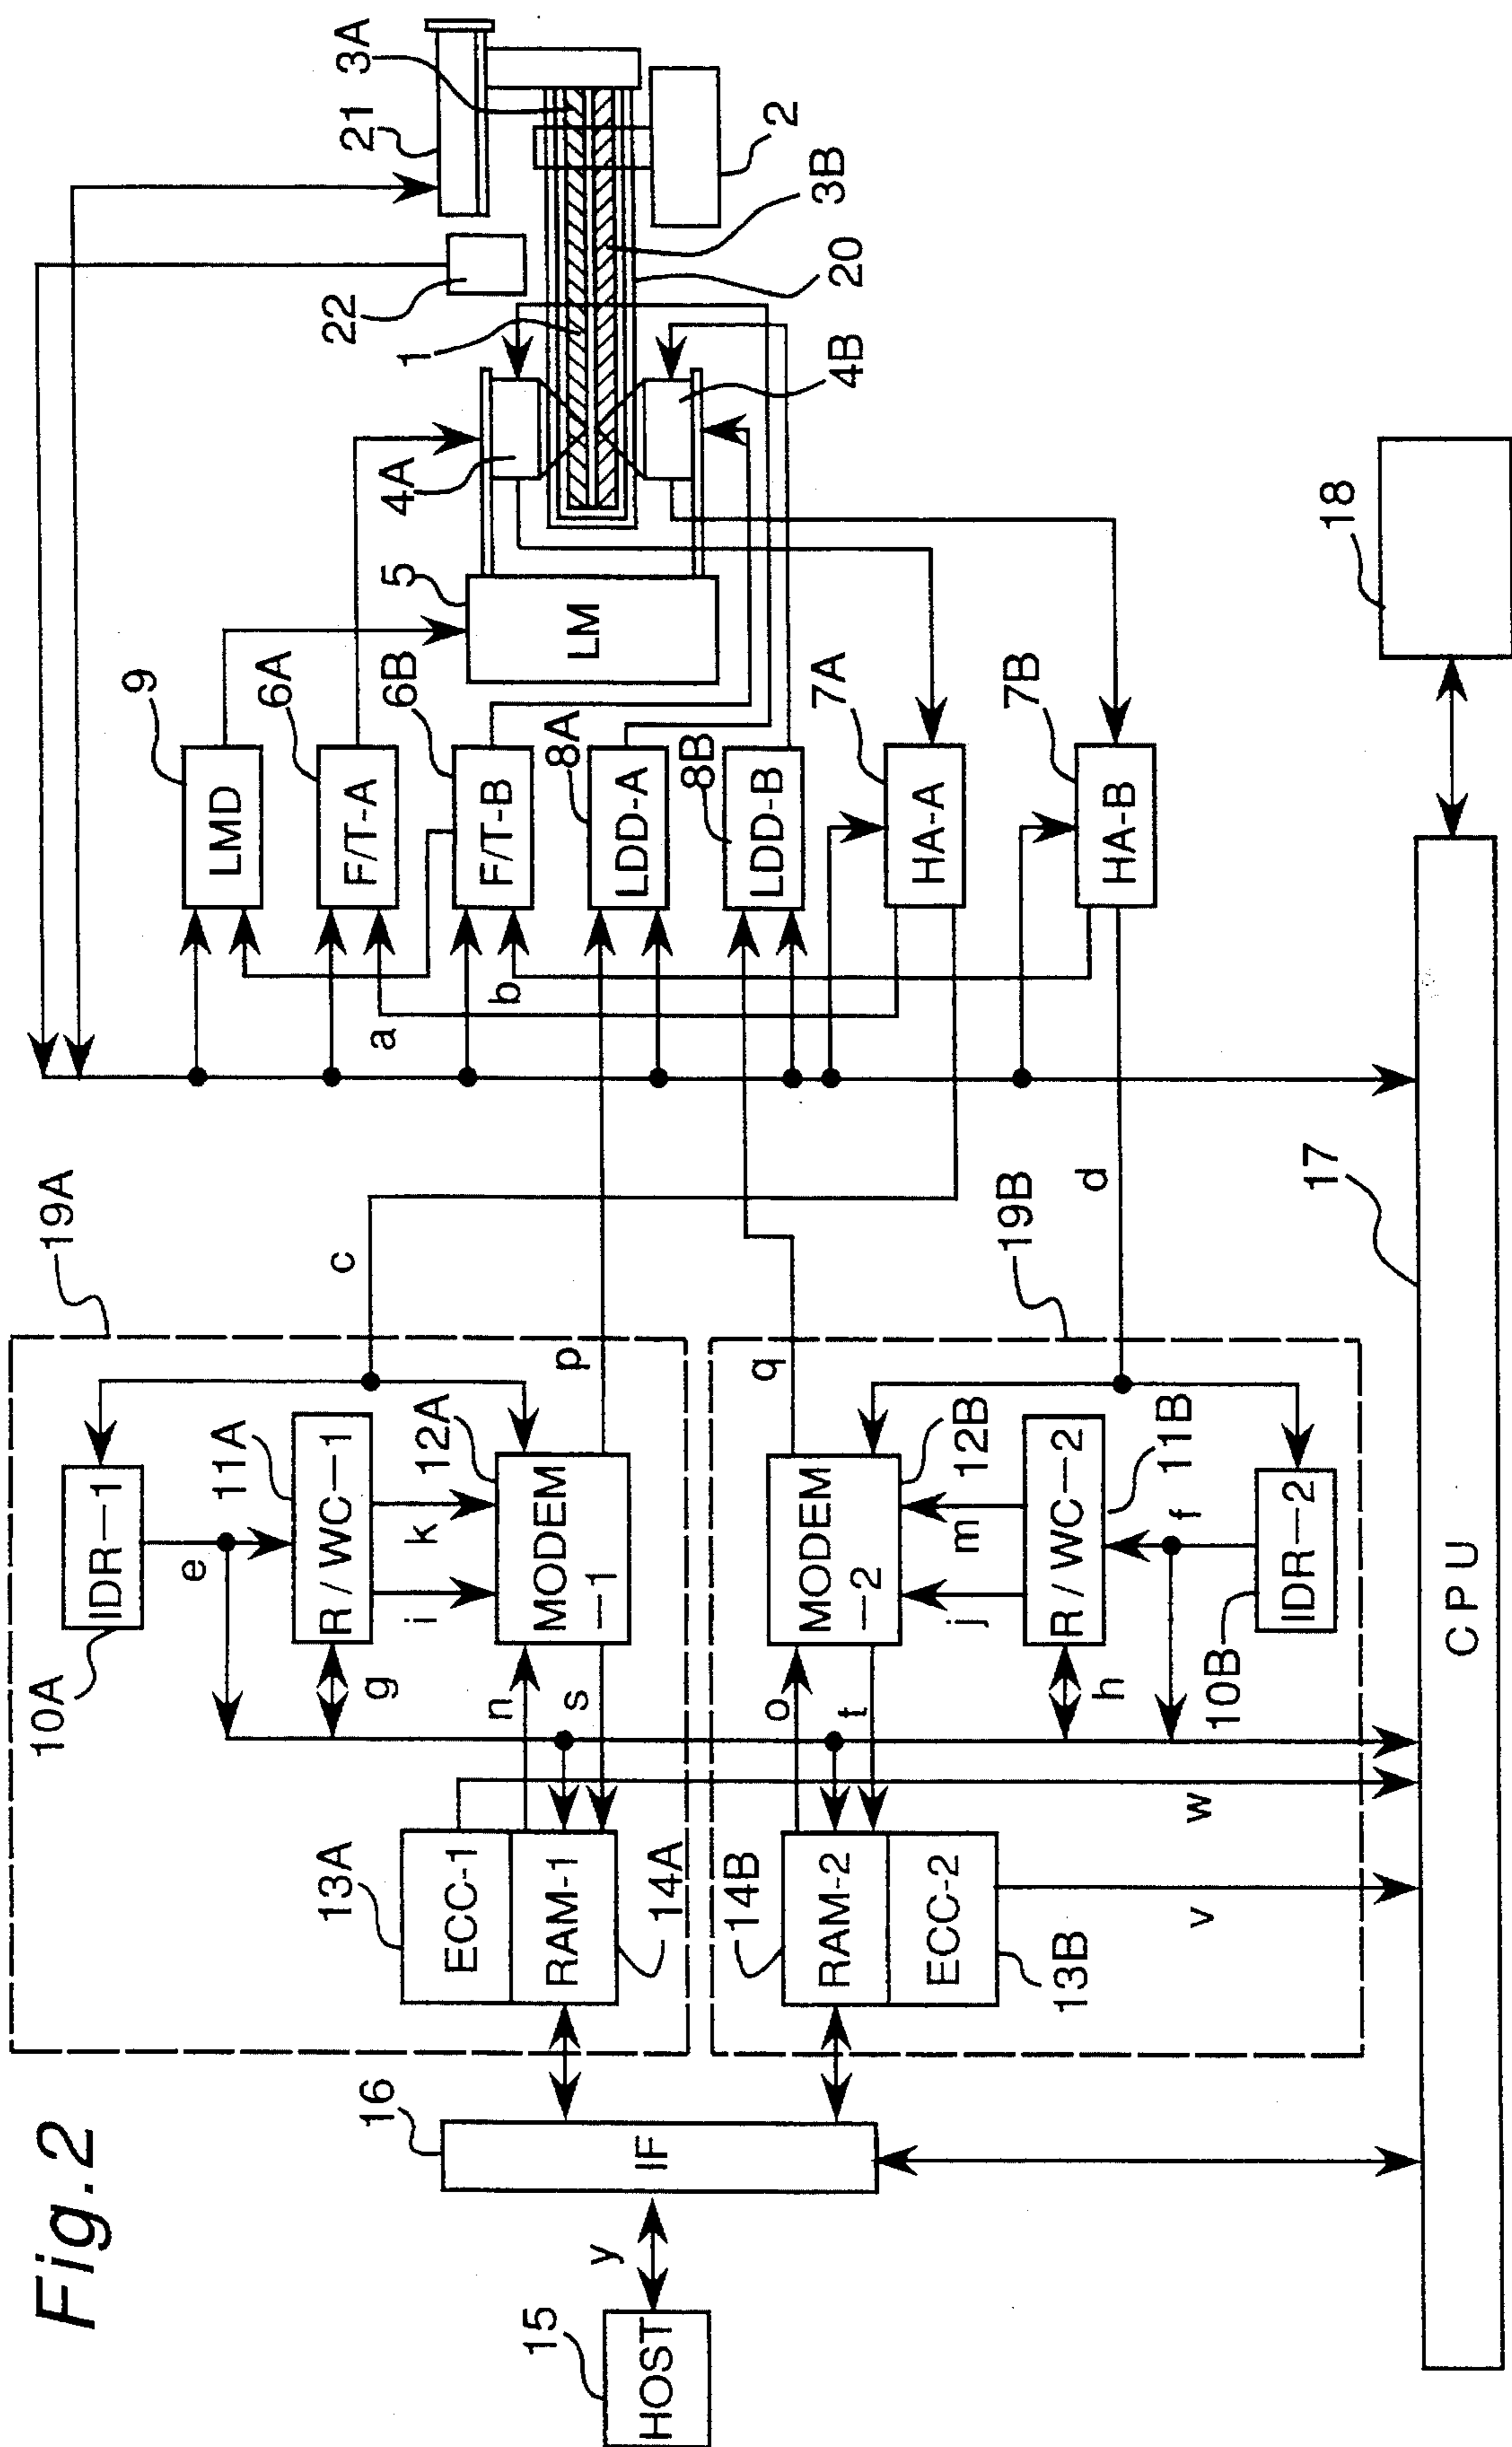 Fig.2
15
HOST
y
16
IF
19A
10A
IDR—1
e
11A
R / WC—1
g
i
k
12A
MODEM
—1
n
s
13A
ECC-1
RAM-1
14A
c
p
19B
14B
RAM-2
ECC-2
13B
o
t
MODEM
—2
12B
q
j
m
R / WC—2
11B
h
f
10B
IDR—2
d
w
v
a
b
9
LMD
6A
F/T-A
6B
F/T-B
8A
LDD-A
8B
LDD-B
7A
HA-A
7B
HA-B
5
LM
4A
4B
1
22
21
3A
2
3B
20
17
CPU
18